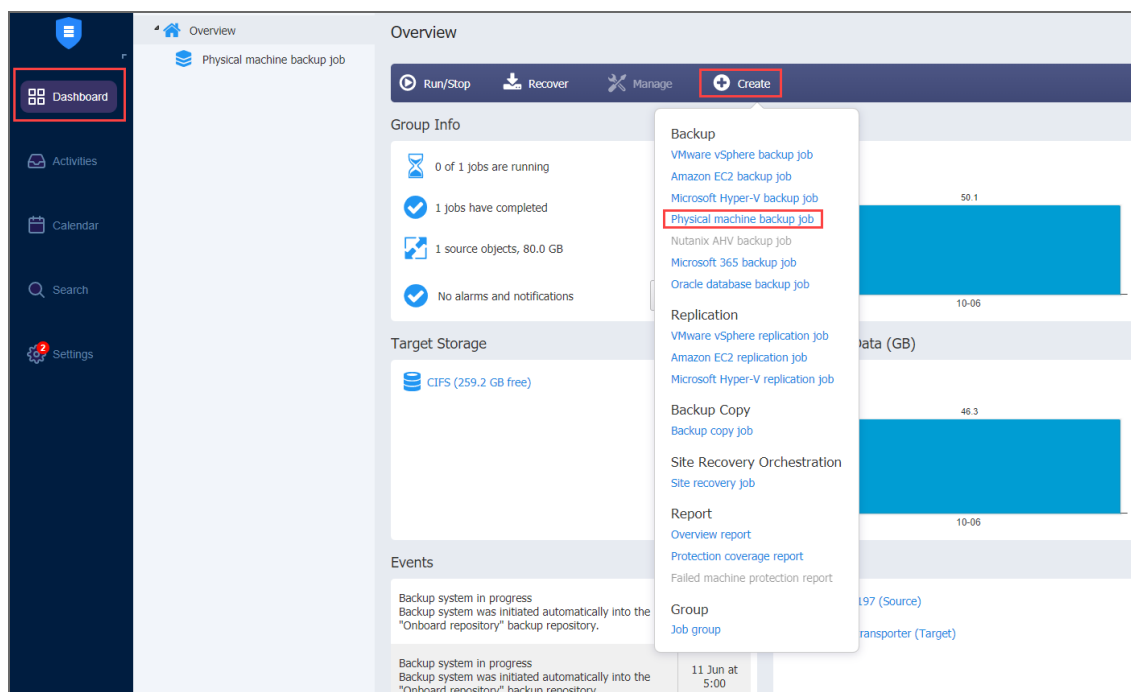 Overview
Physical machine backup job
Dashboard
Activities
Calendar
Search
2
Settings
Overview
Run/Stop
Recover
Manage
Create
Group Info
0 of 1 jobs are running
1 jobs have completed
1 source objects, 80.0 GB
No alarms and notifications
Target Storage
CIFS (259.2 GB free)
Events
Backup system in progress
Backup system was initiated automatically into the
"Onboard repository" backup repository.
Backup system in progress
Backup system was initiated automatically into the
"Onboard repository" backup repository.
11 Jun at
5:00
Backup
VMware vSphere backup job
Amazon EC2 backup job
Microsoft Hyper-V backup job
Physical machine backup job
Nutanix AHV backup job
Microsoft 365 backup job
Oracle database backup job
Replication
VMware vSphere replication job
Amazon EC2 replication job
Microsoft Hyper-V replication job
Backup Copy
Backup copy job
Site Recovery Orchestration
Site recovery job
Report
Overview report
Protection coverage report
Failed machine protection report
Group
Job group
50.1
10-06
Data (GB)
46.3
10-06
197 (Source)
ransporter (Target)